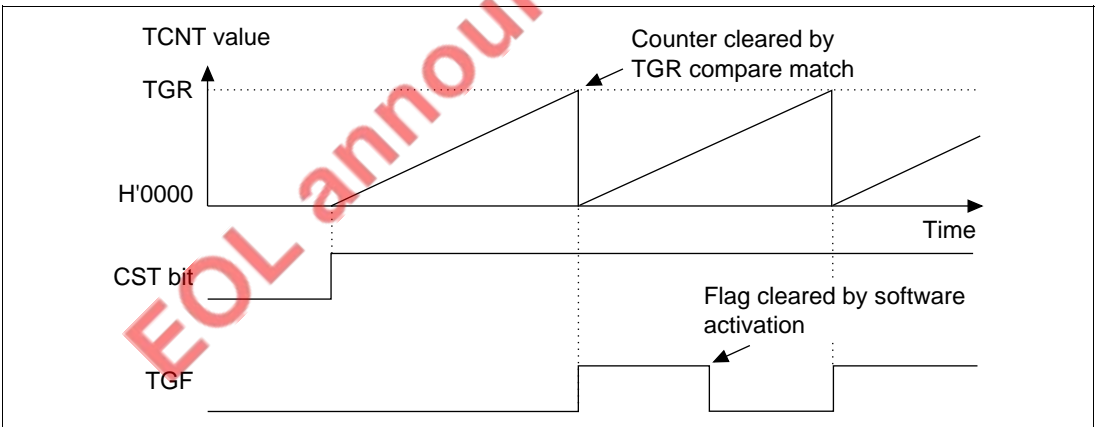 TCNT value
Counter cleared by
TGR compare match
TGR
H'0000
Time
CST bit
Flag cleared by software
activation
TGF
EOL announ